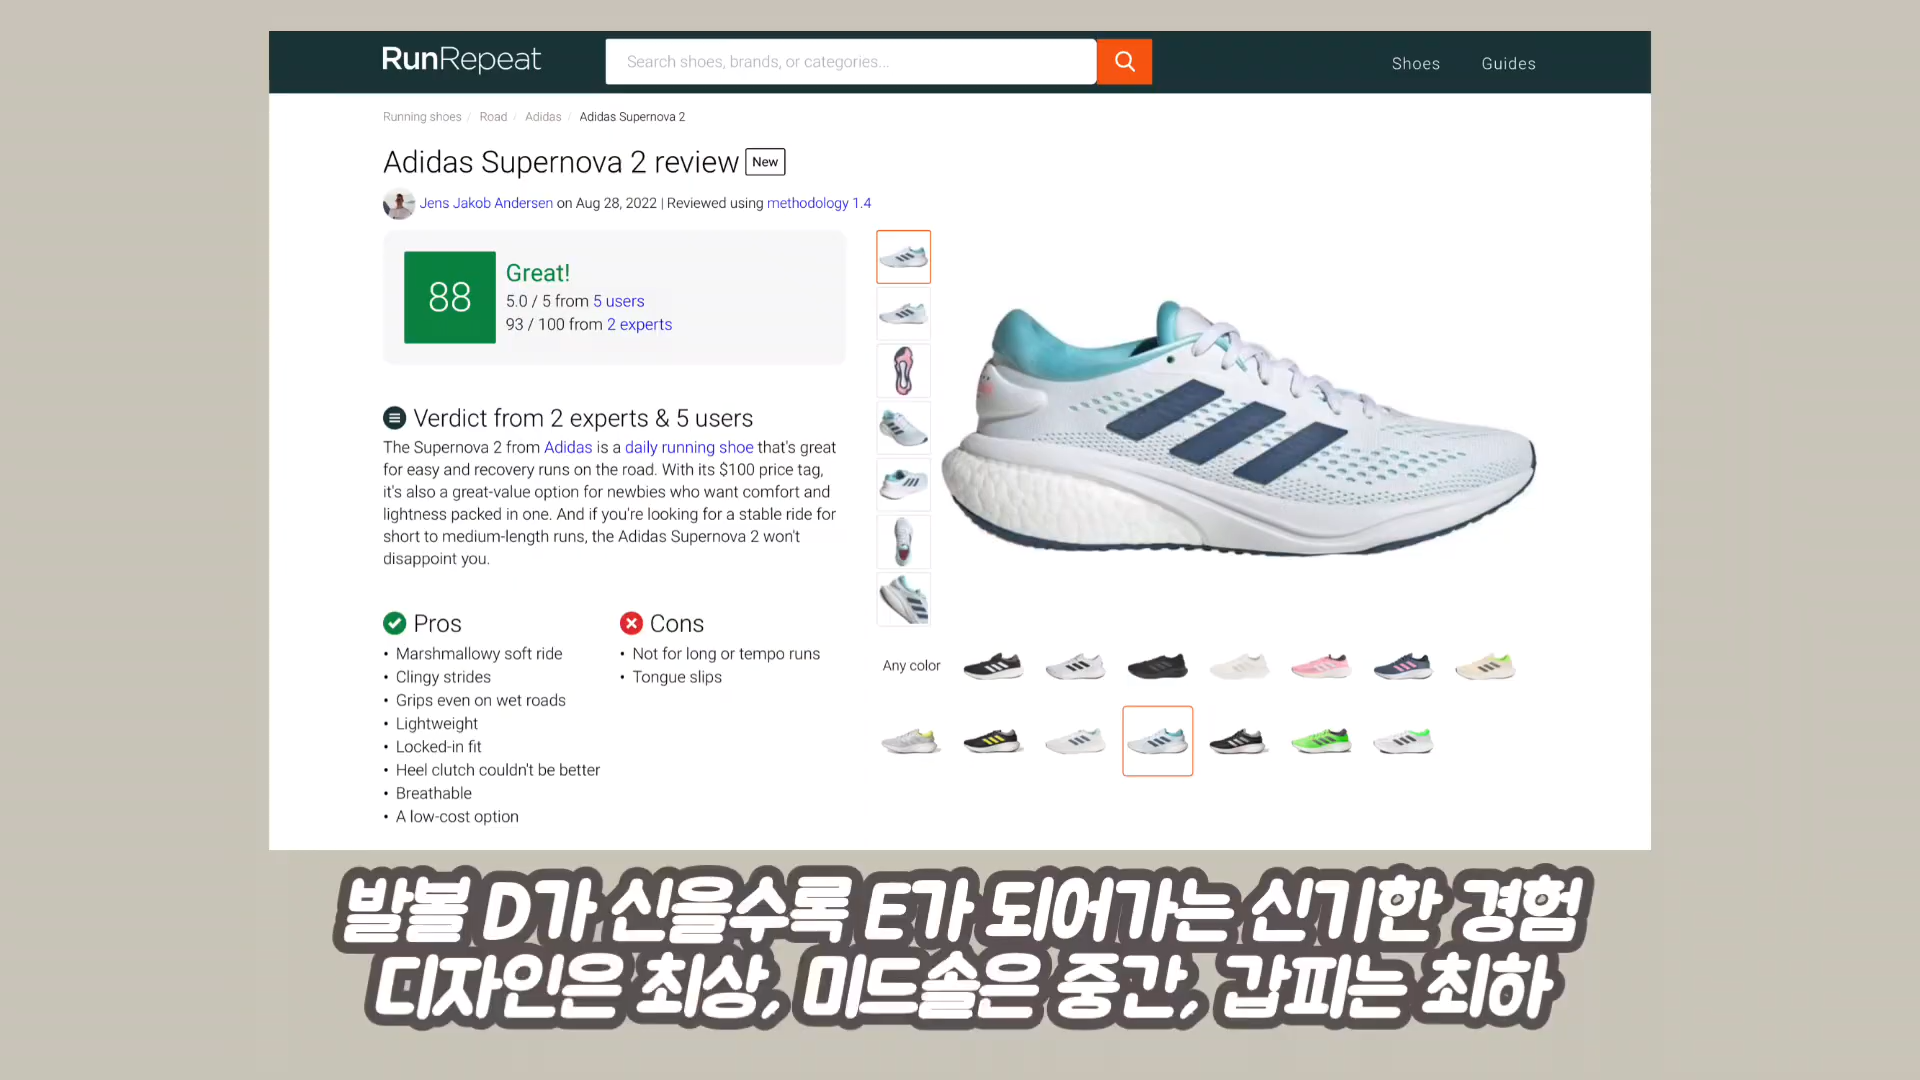 RunRepeat
Search shoes, brands, or categories...
Shoes
Guides
Running shoes / Road / Adidas / Adidas Supernova 2
Adidas Supernova 2 review New
Jens Jakob Andersen on Aug 28, 2022 | Reviewed using methodology 1.4
88
Great!
5.0 / 5 from 5 users
93 / 100 from 2 experts
Verdict from 2 experts & 5 users
The Supernova 2 from Adidas is a daily running shoe that's great
for easy and recovery runs on the road. With its $100 price tag,
it's also a great-value option for newbies who want comfort and
lightness packed in one. And if you're looking for a stable ride for
short to medium-length runs, the Adidas Supernova 2 won't
disappoint you.
Pros
• Marshmallowy soft ride
• Clingy strides
• Grips even on wet roads
• Lightweight
• Locked-in fit
• Heel clutch couldn't be better
• Breathable
• A low-cost option
Cons
• Not for long or tempo runs
• Tongue slips
Any color
발볼 D가 신을수록 E가 되어가는 신기한 경험
디자인은 최상, 미드솔은 중간, 갑피는 최하